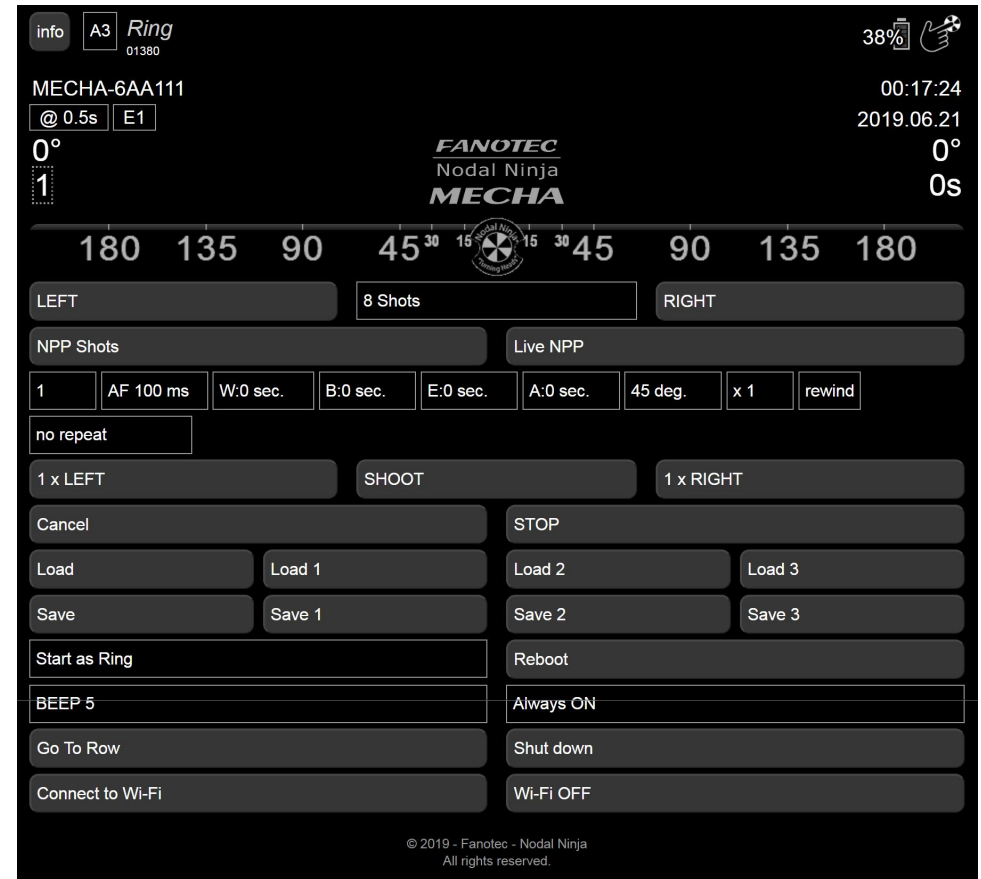 info A3 Ring 38%
01380
MECHA-6AA111 00:17:24
@ 0.5s E1 2019.06.21
0° FANOTEC 0°
Nodal Ninja
1 MECHA 0s
180 135 90 45 30 15 Nodal Ninja "Turning Heads" 15 30 45 90 135 180
LEFT 8 Shots RIGHT
NPP Shots Live NPP
1 AF 100 ms W:0 sec. B:0 sec. E:0 sec. A:0 sec. 45 deg. x 1 rewind
no repeat
1 x LEFT SHOOT 1 x RIGHT
Cancel STOP
Load Load 1 Load 2 Load 3
Save Save 1 Save 2 Save 3
Start as Ring Reboot
BEEP 5 Always ON
Go To Row Shut down
Connect to Wi-Fi Wi-Fi OFF
© 2019 - Fanotec - Nodal Ninja
All rights reserved.